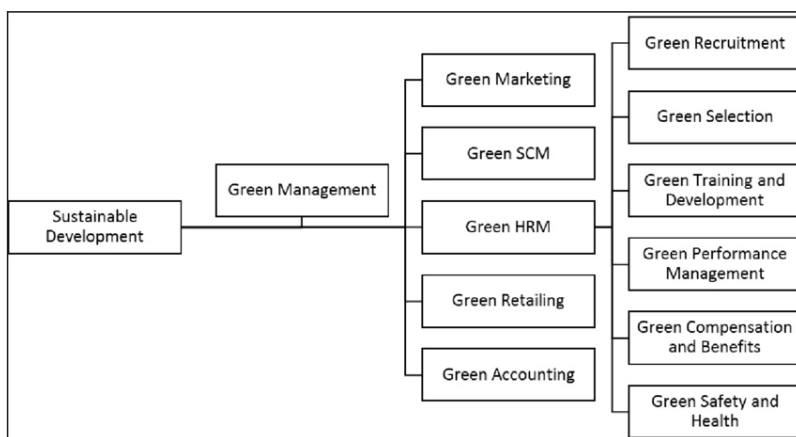 Sustainable
Development
Green Management
Green Marketing
Green SCM
Green HRM
Green Retailing
Green Accounting
Green Recruitment
Green Selection
Green Training and
Development
Green Performance
Management
Green Compensation
and Benefits
Green Safety and
Health